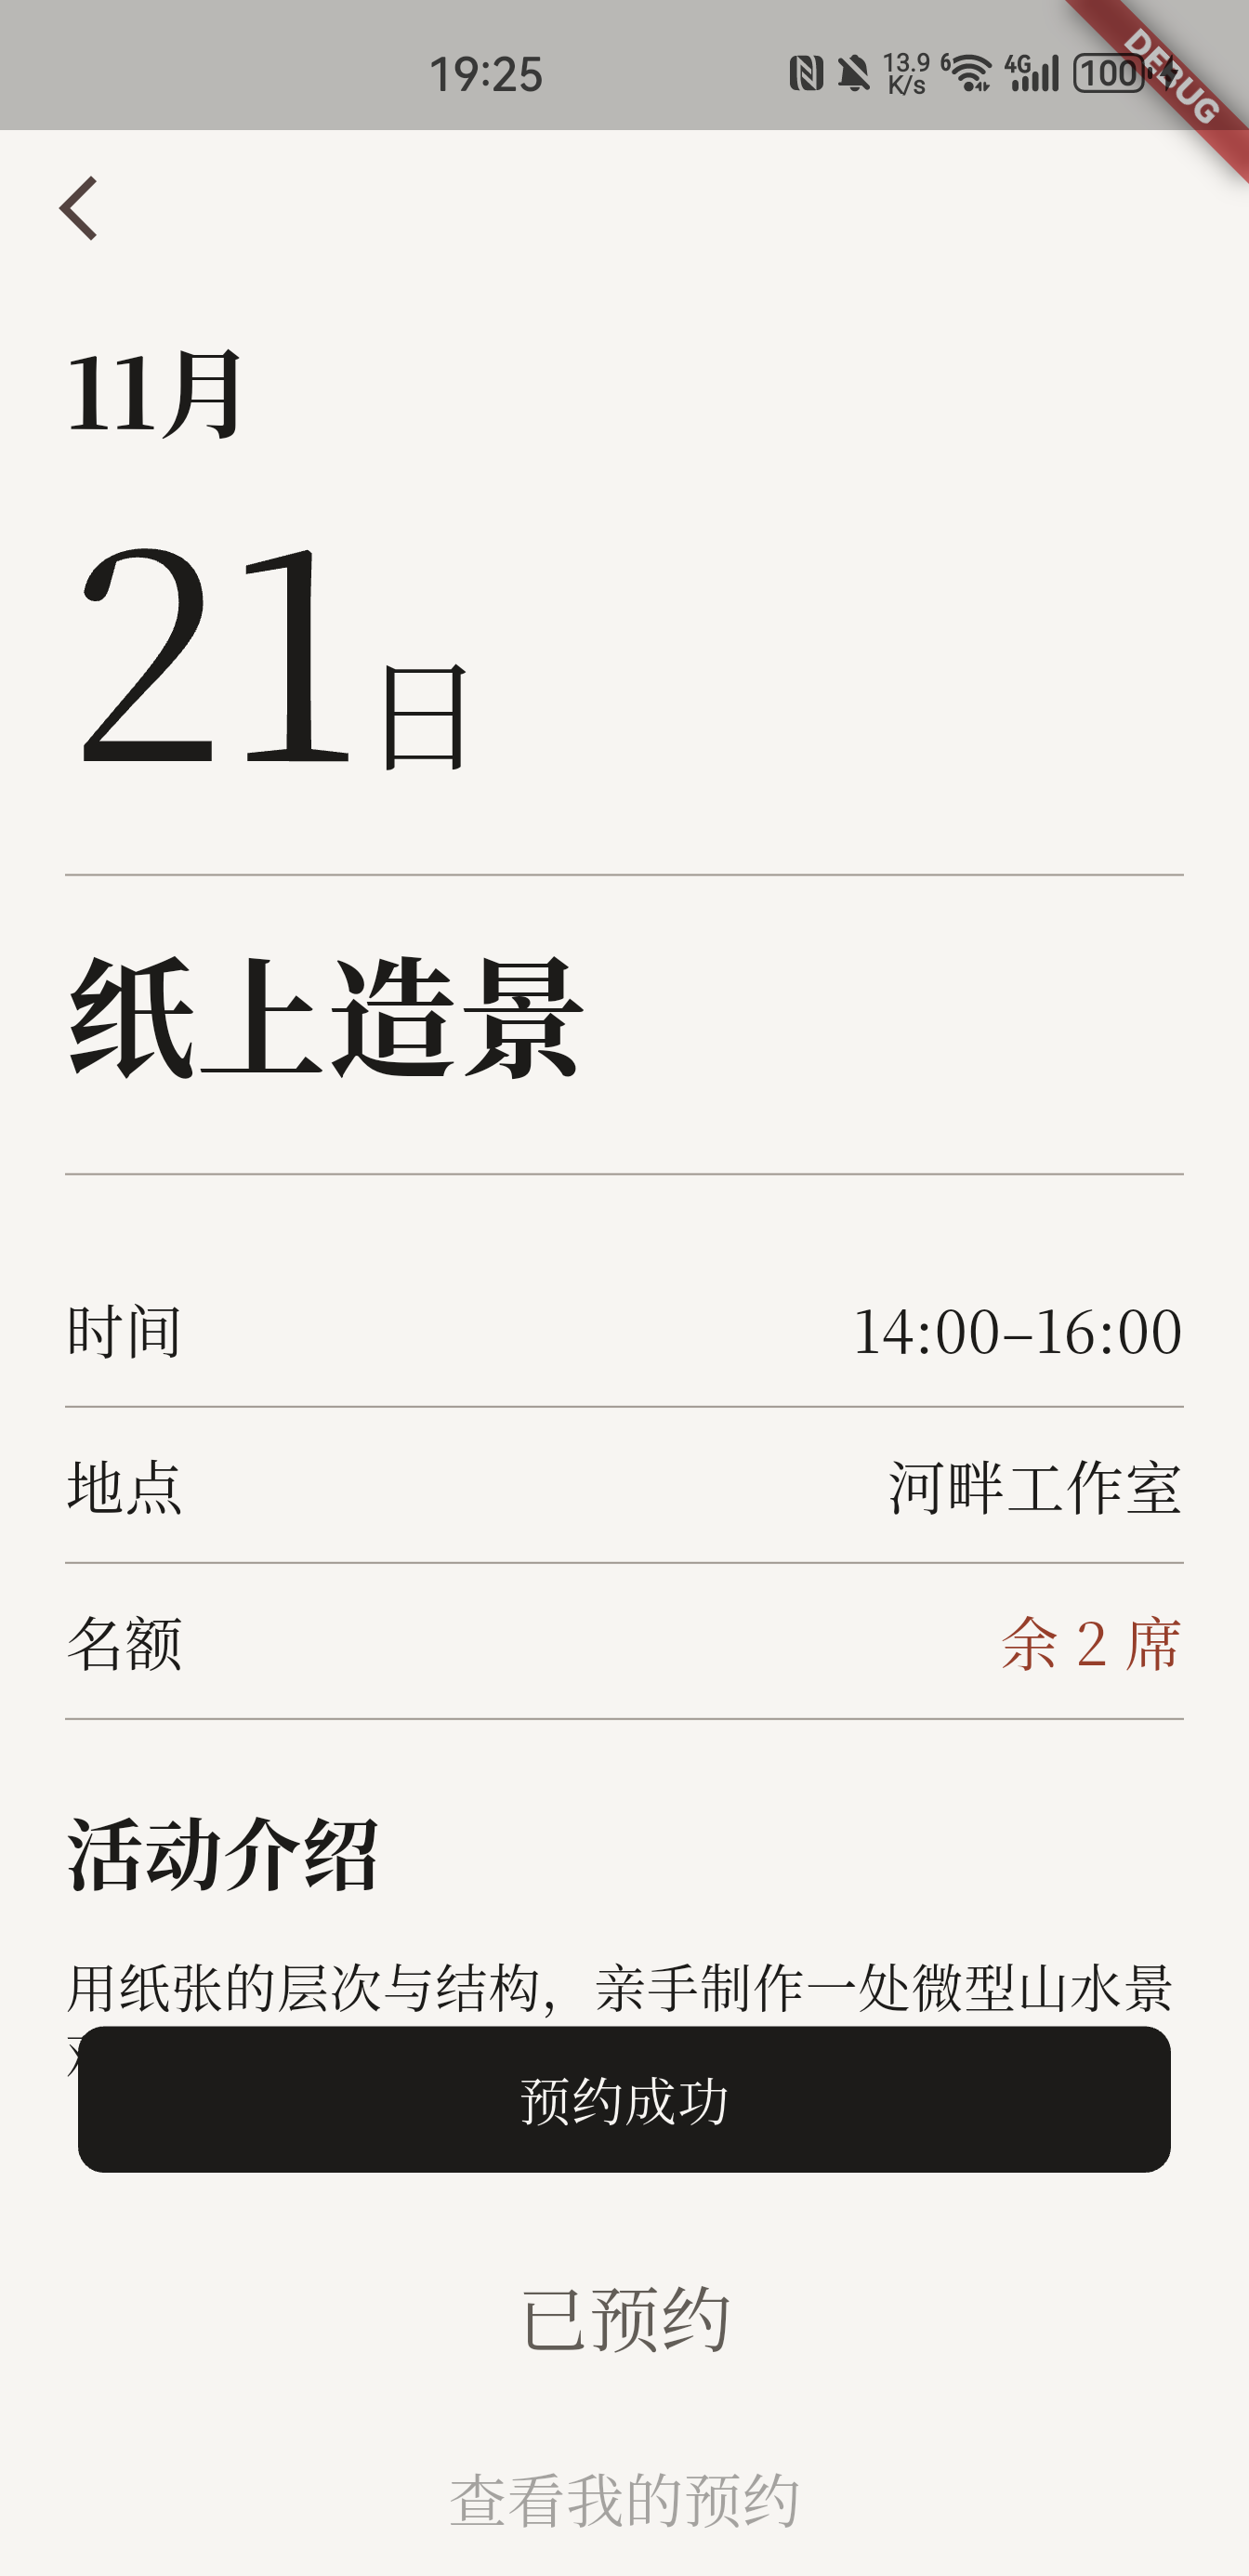 19:25
13.9 K/s
6
4G
100
DEBUG
11月
21日
纸上造景
时间 14:00–16:00
地点 河畔工作室
名额 余 2 席
活动介绍
用纸张的层次与结构，亲手制作一处微型山水景
预约成功
已预约
查看我的预约